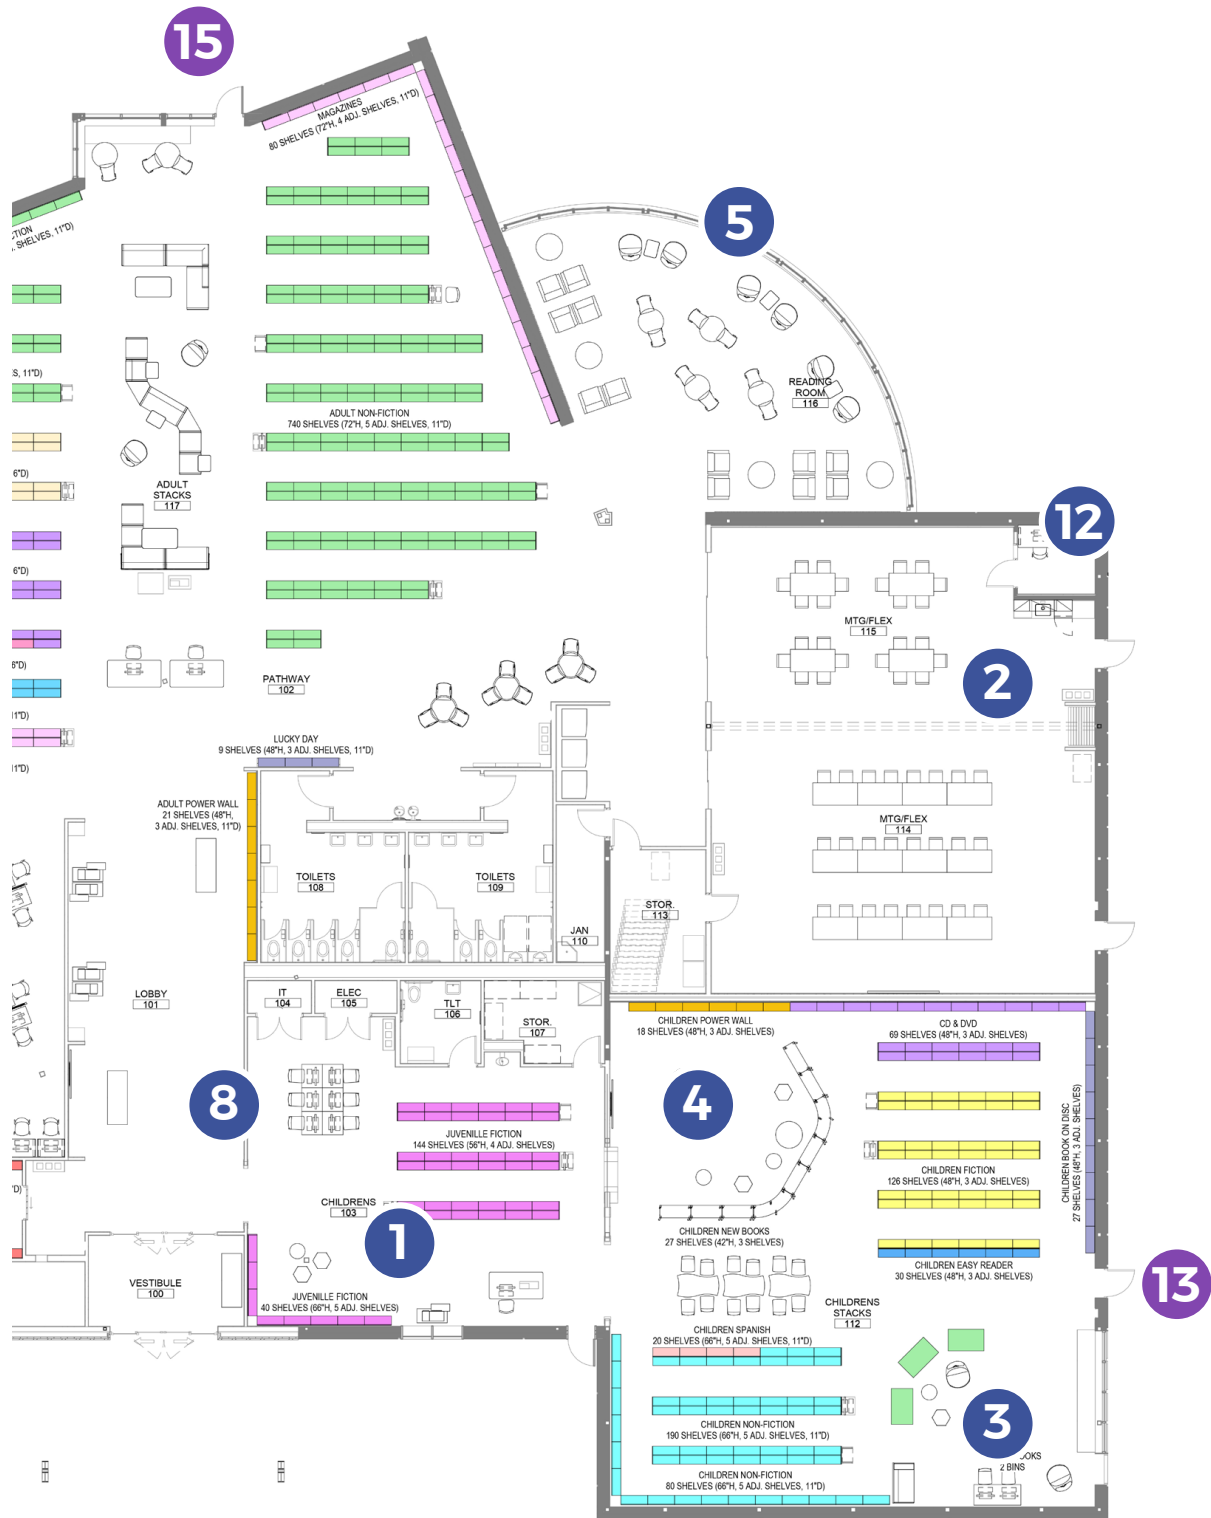 15
MAGAZINES
80 SHELVES (72"H, 4 ADJ. SHELVES, 11"D)
SHELVES, 11"D)
5
READING
ROOM
116
11"D)
ADULT NON-FICTION
740 SHELVES (72"H, 5 ADJ. SHELVES, 11"D)
6"D)
ADULT
STACKS
117
12
6"D)
MTG/FLEX
115
2
PATHWAY
102
LUCKY DAY
9 SHELVES (48"H, 3 ADJ. SHELVES, 11"D)
ADULT POWER WALL
21 SHELVES (48"H,
3 ADJ. SHELVES, 11"D)
MTG/FLEX
114
TOILETS
108
TOILETS
109
STOR.
113
JAN
110
LOBBY
101
IT
104
ELEC
105
TLT
106
STOR.
107
CHILDREN POWER WALL
18 SHELVES (48"H, 3 ADJ. SHELVES)
CD & DVD
69 SHELVES (48"H, 3 ADJ. SHELVES)
8
4
CHILDREN BOOK ON DISC
27 SHELVES (48"H, 3 ADJ. SHELVES)
JUVENILLE FICTION
144 SHELVES (56"H, 4 ADJ. SHELVES)
CHILDREN FICTION
126 SHELVES (48"H, 3 ADJ. SHELVES)
CHILDRENS
103
1
CHILDREN NEW BOOKS
27 SHELVES (42"H, 3 SHELVES)
CHILDREN EASY READER
30 SHELVES (48"H, 3 ADJ. SHELVES)
13
VESTIBULE
100
JUVENILLE FICTION
40 SHELVES (66"H, 5 ADJ. SHELVES)
CHILDRENS
STACKS
112
CHILDREN SPANISH
20 SHELVES (66"H, 5 ADJ. SHELVES, 11"D)
3
CHILDREN NON-FICTION
190 SHELVES (66"H, 5 ADJ. SHELVES, 11"D)
2 BINS
CHILDREN NON-FICTION
80 SHELVES (66"H, 5 ADJ. SHELVES, 11"D)